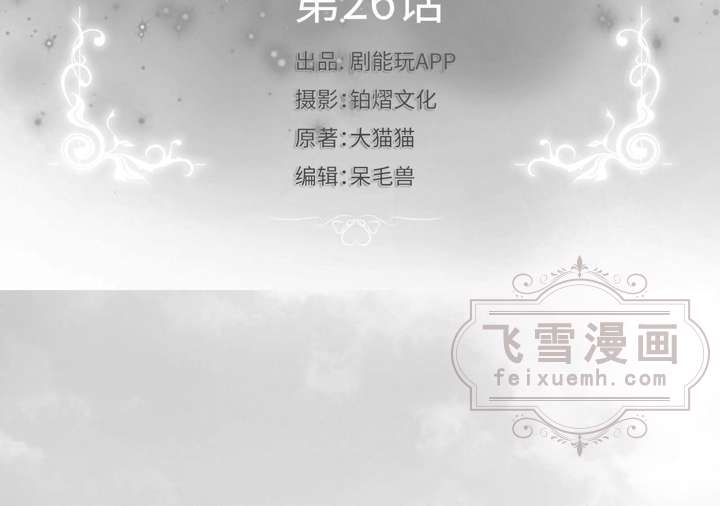 第26话
出品: 剧能玩APP
摄影:铂熠文化
原著:大猫猫
编辑:呆毛兽
飞雪漫画
feixuemh.com